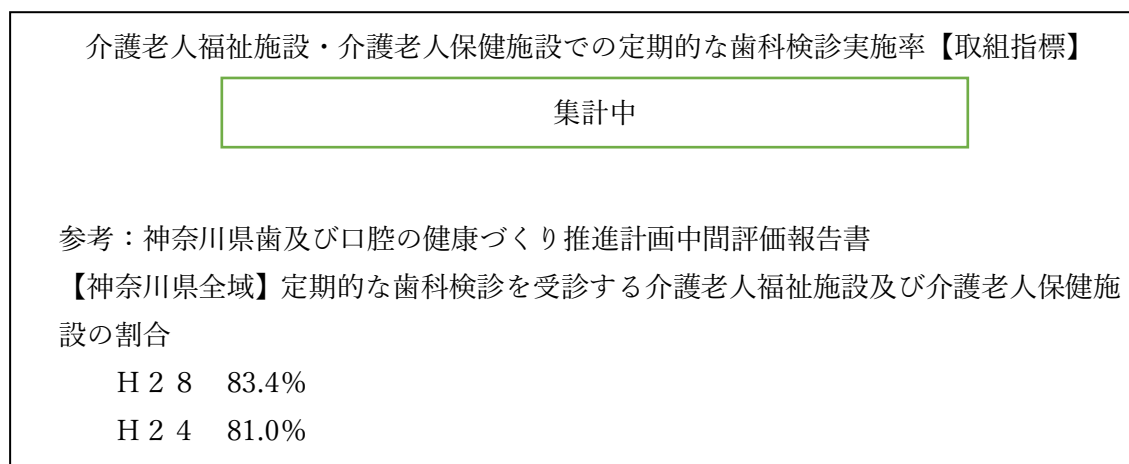 介護老人福祉施設・介護老人保健施設での定期的な歯科検診実施率【取組指標】
集計中
参考：神奈川県歯及び口腔の健康づくり推進計画中間評価報告書
【神奈川県全域】定期的な歯科検診を受診する介護老人福祉施設及び介護老人保健施
設の割合
Ｈ２８　83.4%
Ｈ２４　81.0%